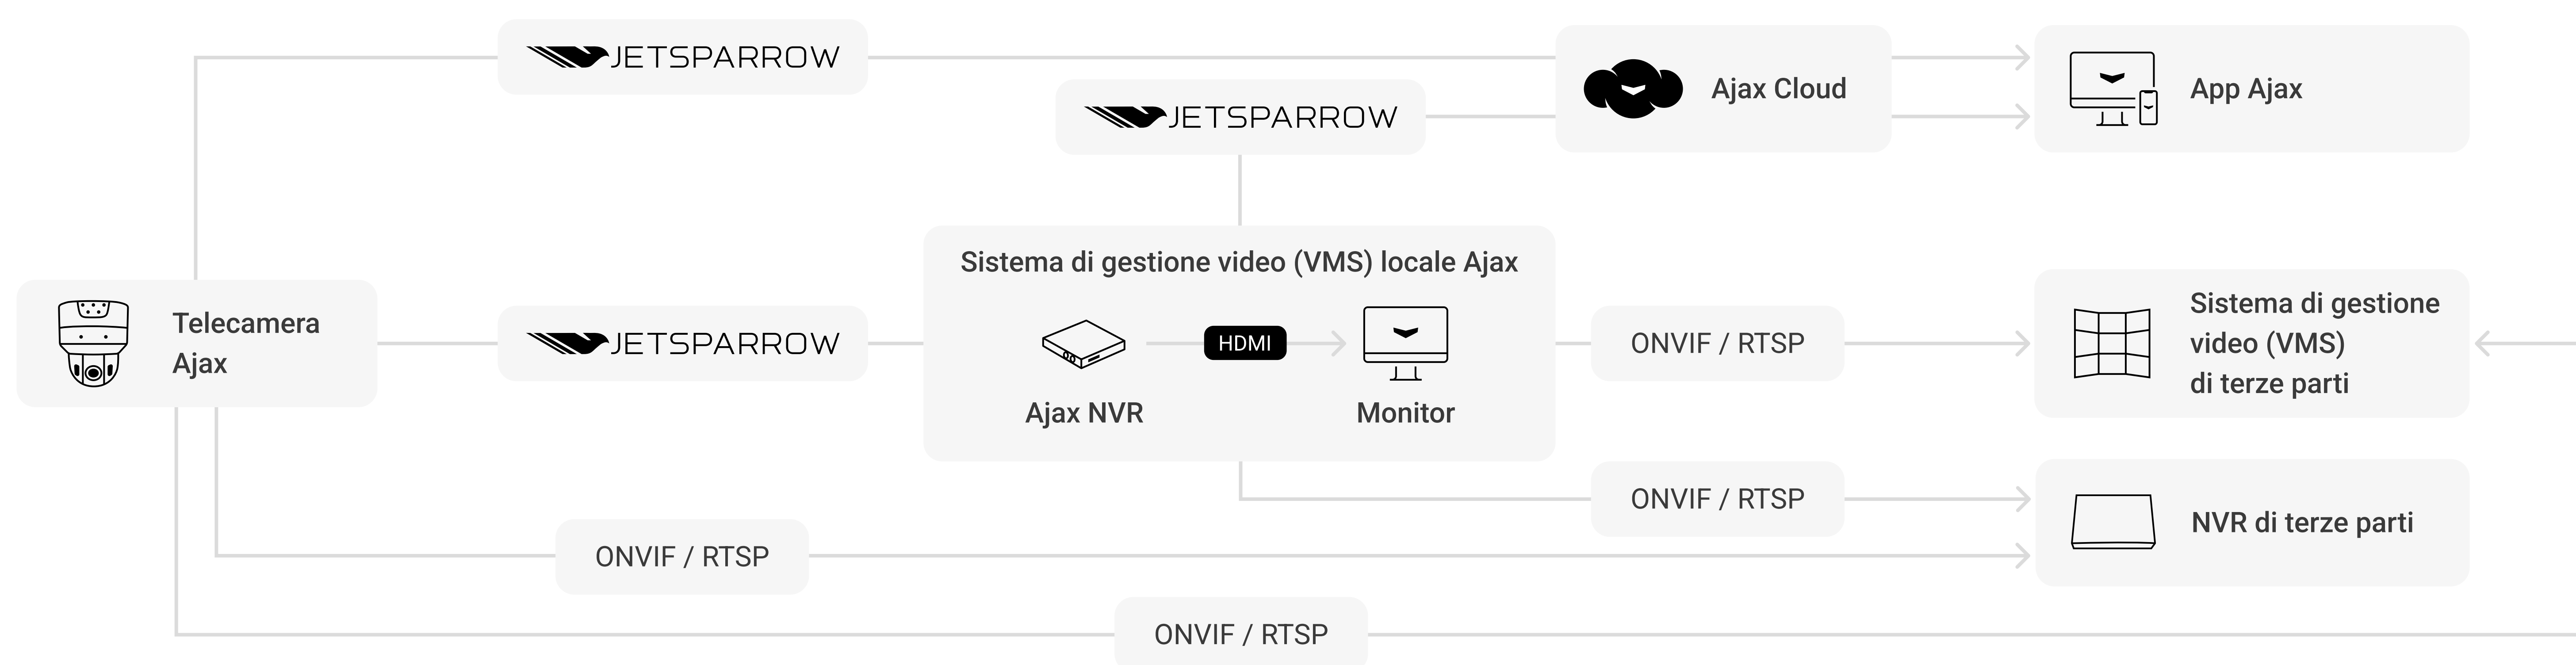 JETSPARROW
JETSPARROW
Ajax Cloud
App Ajax
Sistema di gestione video (VMS) locale Ajax
Telecamera
Ajax
JETSPARROW
HDMI
Ajax NVR
Monitor
ONVIF / RTSP
Sistema di gestione
video (VMS)
di terze parti
ONVIF / RTSP
NVR di terze parti
ONVIF / RTSP
ONVIF / RTSP